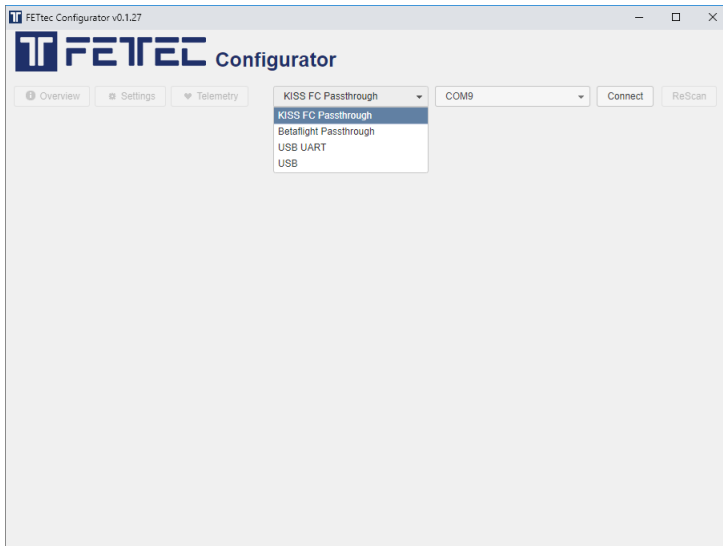 FETtec Configurator v0.1.27
FETTEC Configurator
Overview Settings Telemetry KISS FC Passthrough COM9 Connect ReScan
KISS FC Passthrough
Betaflight Passthrough
USB UART
USB